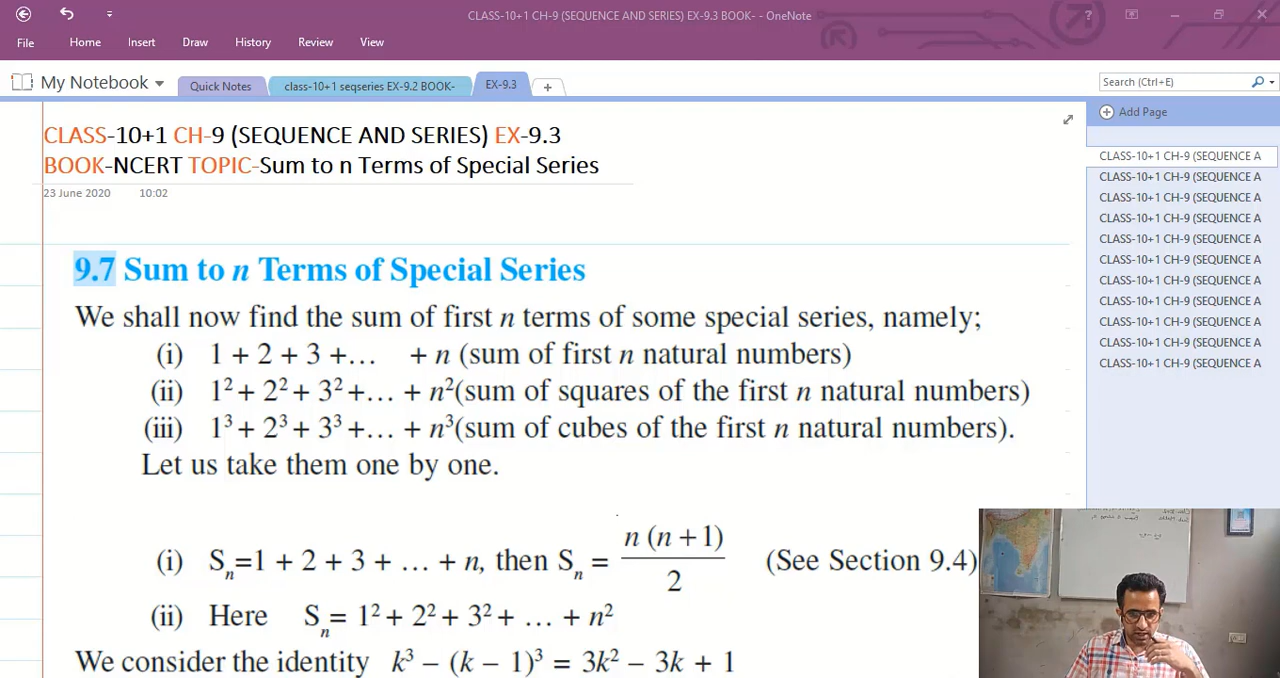 CLASS-10+1 CH-9 (SEQUENCE AND SERIES) EX-9.3 BOOK- - OneNote
File Home Insert Draw History Review View
My Notebook Quick Notes class-10+1 seqseries EX-9.2 BOOK- EX-9.3 + Search (Ctrl+E)
Add Page
CLASS-10+1 CH-9 (SEQUENCE AND SERIES) EX-9.3
BOOK-NCERT TOPIC-Sum to n Terms of Special Series
23 June 2020 10:02
CLASS-10+1 CH-9 (SEQUENCE A
CLASS-10+1 CH-9 (SEQUENCE A
CLASS-10+1 CH-9 (SEQUENCE A
CLASS-10+1 CH-9 (SEQUENCE A
CLASS-10+1 CH-9 (SEQUENCE A
CLASS-10+1 CH-9 (SEQUENCE A
CLASS-10+1 CH-9 (SEQUENCE A
CLASS-10+1 CH-9 (SEQUENCE A
CLASS-10+1 CH-9 (SEQUENCE A
CLASS-10+1 CH-9 (SEQUENCE A
CLASS-10+1 CH-9 (SEQUENCE A
9.7 Sum to n Terms of Special Series
We shall now find the sum of first n terms of some special series, namely;
(i) 1 + 2 + 3 +… + n (sum of first n natural numbers)
(ii) 1² + 2² + 3² +… + n²(sum of squares of the first n natural numbers)
(iii) 1³ + 2³ + 3³ +… + n³(sum of cubes of the first n natural numbers).
Let us take them one by one.
(i) Sₙ=1 + 2 + 3 + … + n, then Sₙ = n (n + 1) / 2 (See Section 9.4)
(ii) Here Sₙ = 1² + 2² + 3² + … + n²
We consider the identity k³ – (k – 1)³ = 3k² – 3k + 1